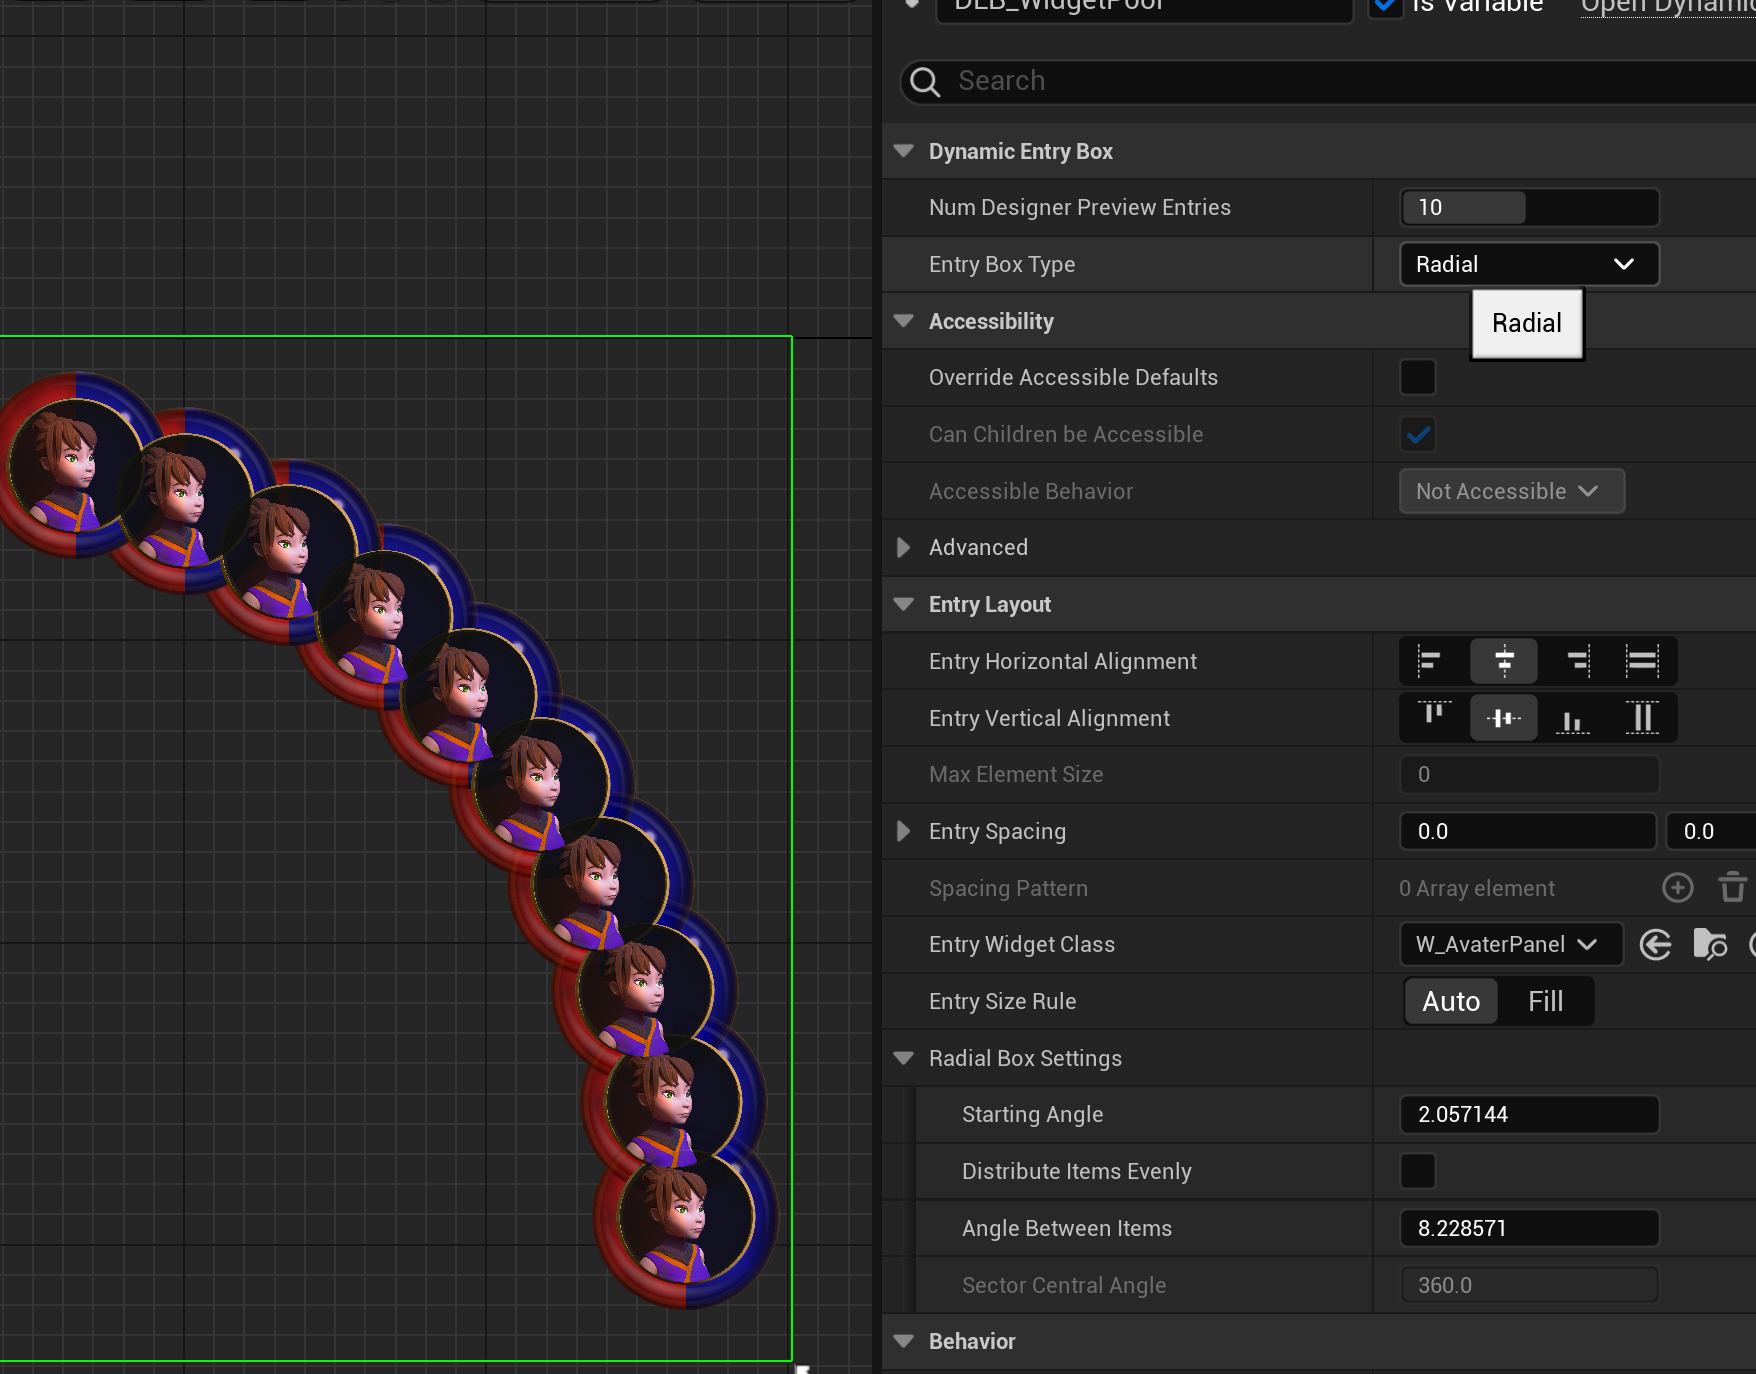 DEB_WidgetPool
Is Variable
Open Dynamic
Search
Dynamic Entry Box
Num Designer Preview Entries
10
Entry Box Type
Radial
Accessibility
Radial
Override Accessible Defaults
Can Children be Accessible
Accessible Behavior
Not Accessible
Advanced
Entry Layout
Entry Horizontal Alignment
Entry Vertical Alignment
Max Element Size
0
Entry Spacing
0.0
0.0
Spacing Pattern
0 Array element
Entry Widget Class
W_AvaterPanel
Entry Size Rule
Auto
Fill
Radial Box Settings
Starting Angle
2.057144
Distribute Items Evenly
Angle Between Items
8.228571
Sector Central Angle
360.0
Behavior